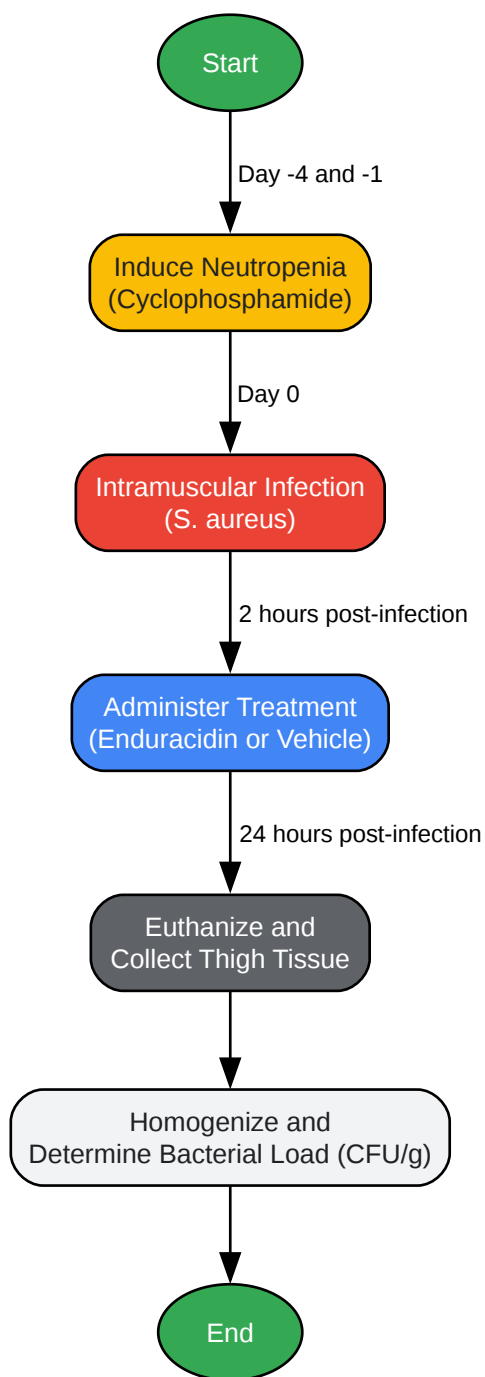 Start
Day -4 and -1
Induce Neutropenia
(Cyclophosphamide)
Day 0
Intramuscular Infection
(S. aureus)
2 hours post-infection
Administer Treatment
(Enduracidin or Vehicle)
24 hours post-infection
Euthanize and
Collect Thigh Tissue
Homogenize and
Determine Bacterial Load (CFU/g)
End